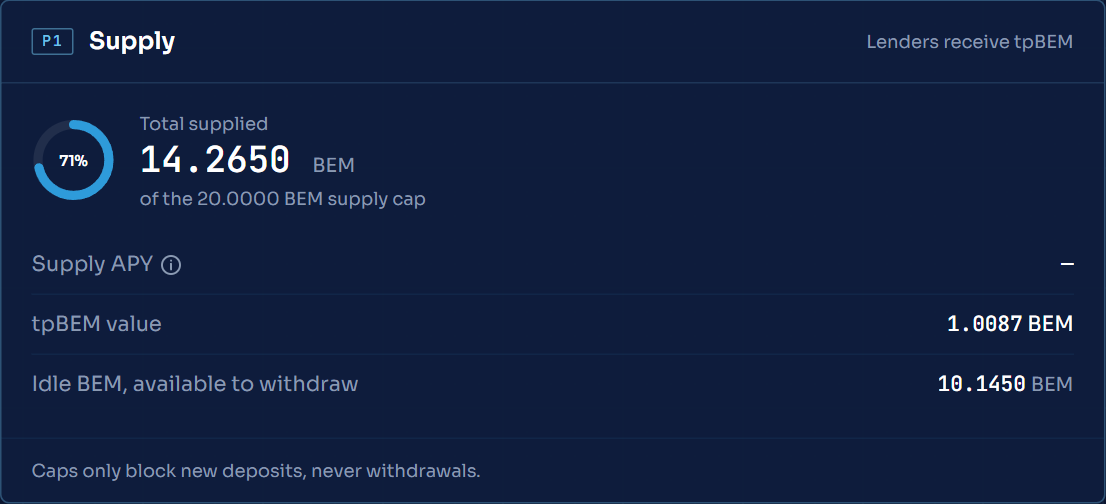 P1 Supply Lenders receive tpBEM
71%
Total supplied
14.2650 BEM
of the 20.0000 BEM supply cap
Supply APY –
tpBEM value 1.0087 BEM
Idle BEM, available to withdraw 10.1450 BEM
Caps only block new deposits, never withdrawals.